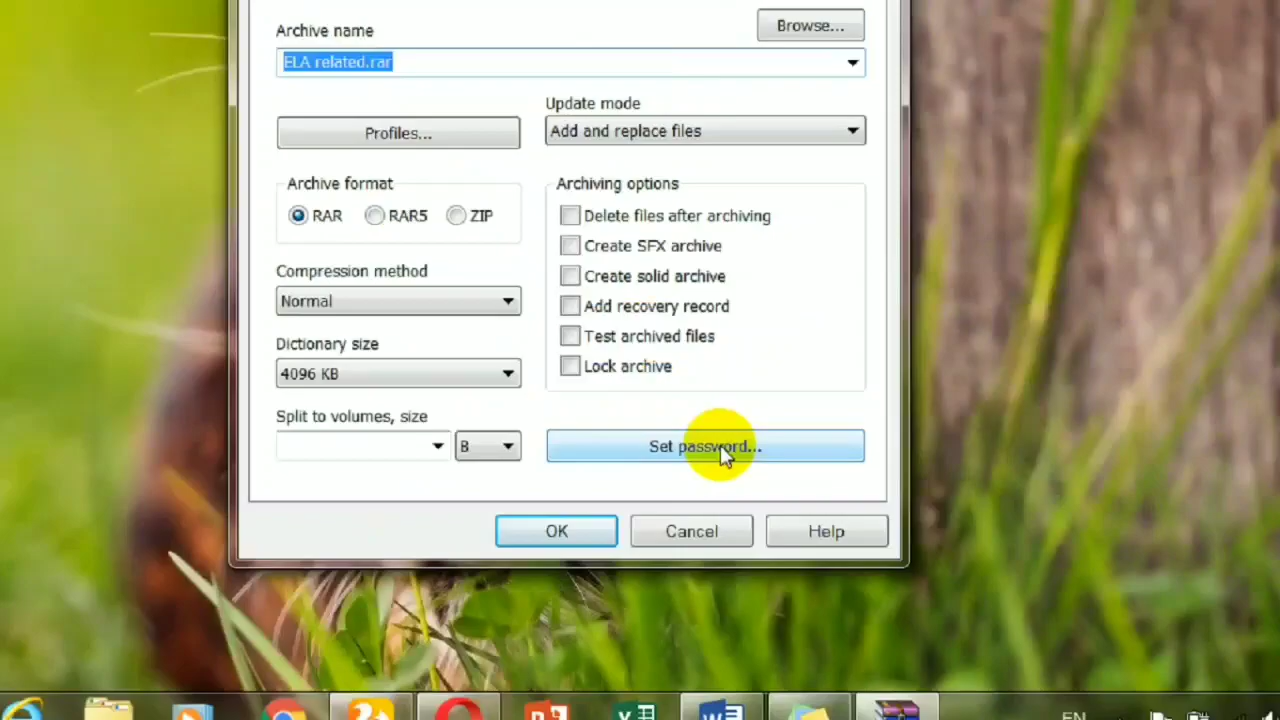 Archive name
Browse...
ELA related.rar
Update mode
Profiles...
Add and replace files
Archive format
Archiving options
RAR RAR5 ZIP
Delete files after archiving
Create SFX archive
Compression method
Create solid archive
Normal
Add recovery record
Dictionary size
Test archived files
4096 KB
Lock archive
Split to volumes, size
B
Set password...
OK
Cancel
Help
EN